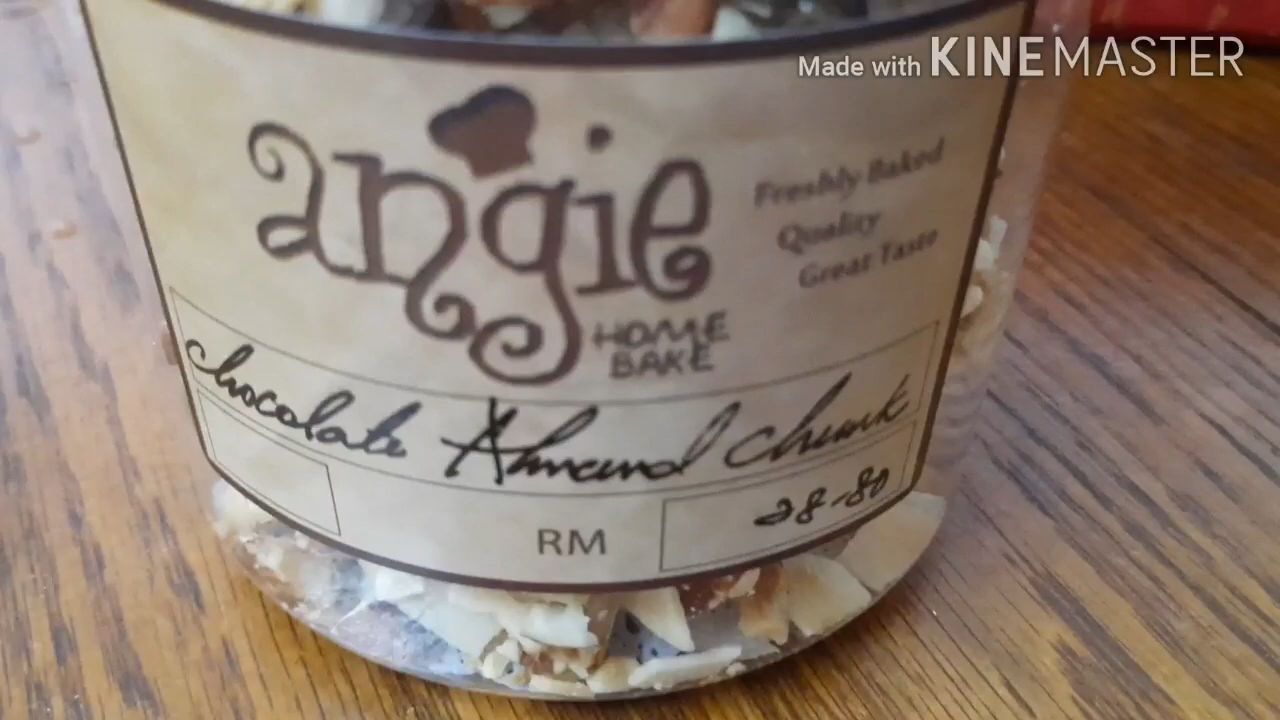 Made with KINEMASTER
angie
HOME
BAKE
Freshly Baked
Quality
Great Taste
Chocolate Almond Chunk
RM 28-80